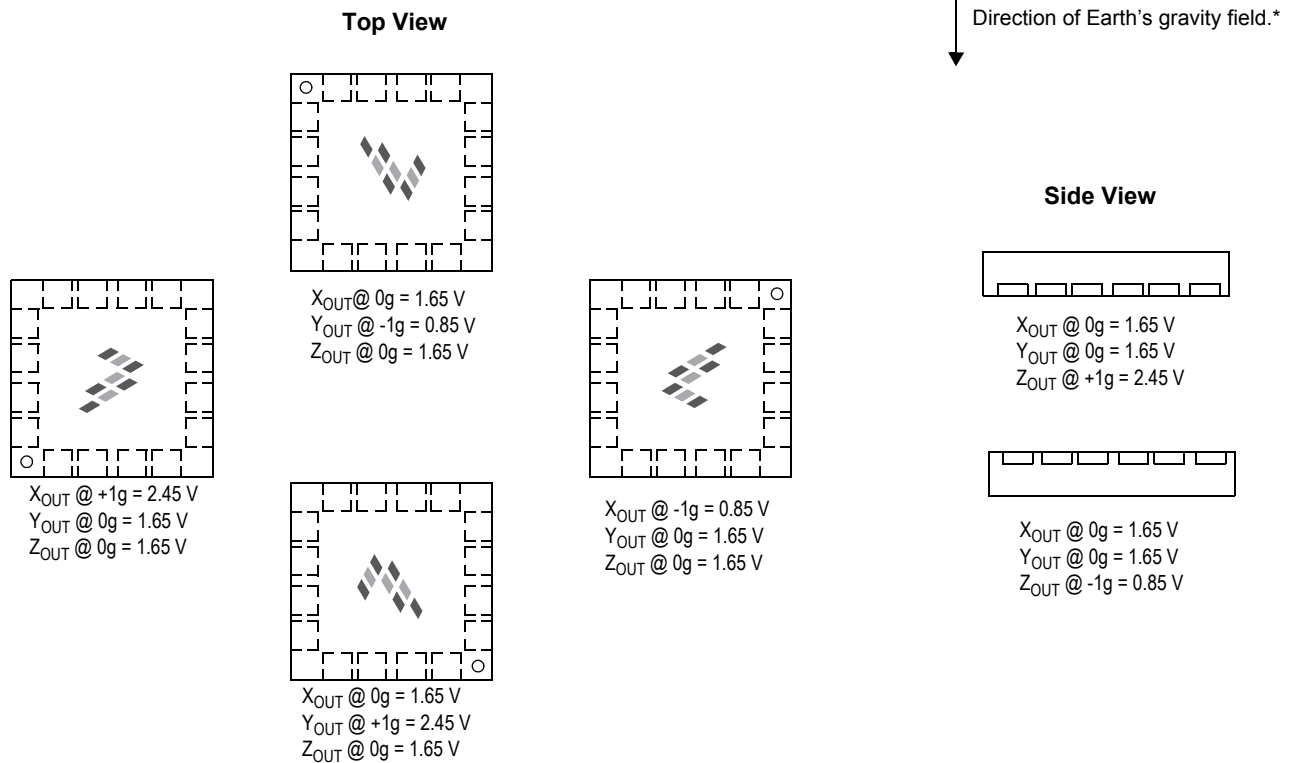 Top View
Direction of Earth's gravity field.*
Side View
X_OUT@ 0g = 1.65 V
Y_OUT @ -1g = 0.85 V
Z_OUT @ 0g = 1.65 V
X_OUT @ +1g = 2.45 V
Y_OUT @ 0g = 1.65 V
Z_OUT @ 0g = 1.65 V
X_OUT @ -1g = 0.85 V
Y_OUT @ 0g = 1.65 V
Z_OUT @ 0g = 1.65 V
X_OUT @ 0g = 1.65 V
Y_OUT @ +1g = 2.45 V
Z_OUT @ 0g = 1.65 V
X_OUT @ 0g = 1.65 V
Y_OUT @ 0g = 1.65 V
Z_OUT @ +1g = 2.45 V
X_OUT @ 0g = 1.65 V
Y_OUT @ 0g = 1.65 V
Z_OUT @ -1g = 0.85 V